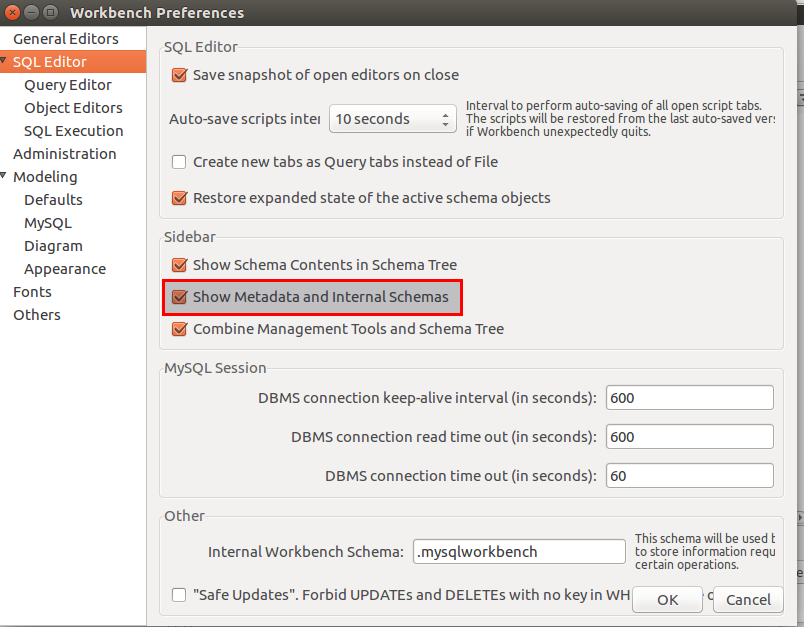 Workbench Preferences
General Editors
SQL Editor
Query Editor
Object Editors
SQL Execution
Administration
Modeling
Defaults
MySQL
Diagram
Appearance
Fonts
Others
SQL Editor
Save snapshot of open editors on close
Auto-save scripts inter
10 seconds
Interval to perform auto-saving of all open script tabs.
The scripts will be restored from the last auto-saved vers
if Workbench unexpectedly quits.
Create new tabs as Query tabs instead of File
Restore expanded state of the active schema objects
Sidebar
Show Schema Contents in Schema Tree
Show Metadata and Internal Schemas
Combine Management Tools and Schema Tree
MySQL Session
DBMS connection keep-alive interval (in seconds): 600
DBMS connection read time out (in seconds): 600
DBMS connection time out (in seconds): 60
Other
Internal Workbench Schema: .mysqlworkbench
This schema will be used b
to store information requ
certain operations.
"Safe Updates". Forbid UPDATEs and DELETEs with no key in WH
OK
Cancel